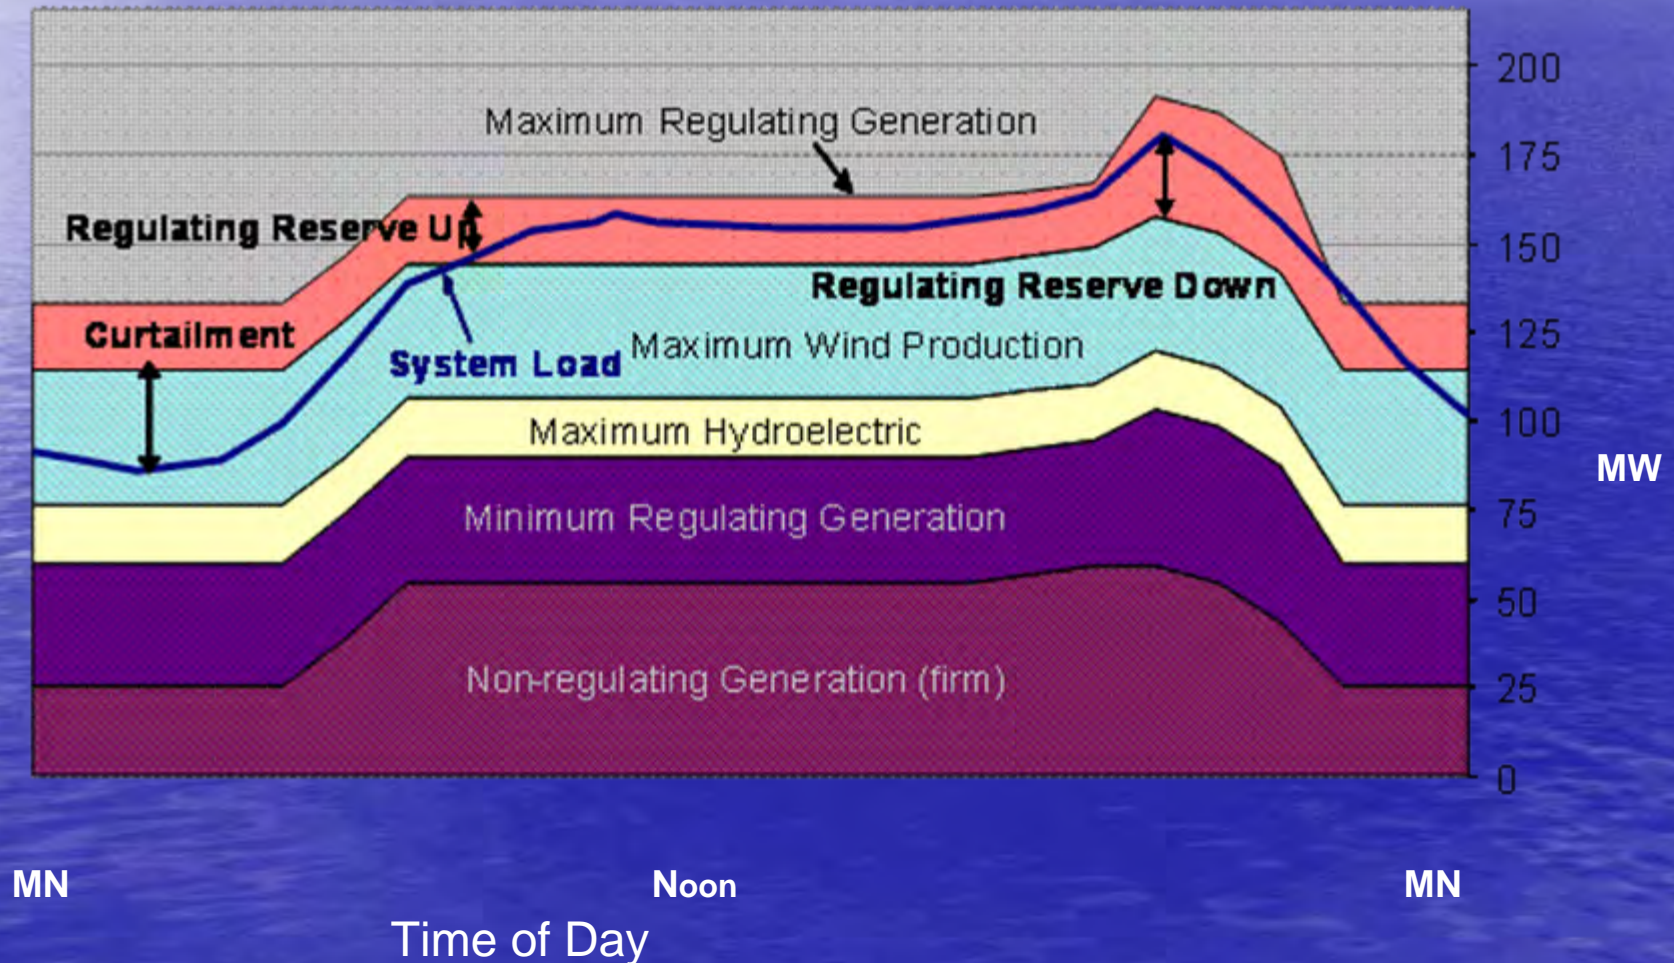 200
Maximum Regulating Generation
175
Regulating Reserve Up
150
Regulating Reserve Down
Curtailment
125
Maximum Wind Production
System Load
100
Maximum Hydroelectric
MW
75
Minimum Regulating Generation
50
Non-regulating Generation (firm)
25
0
MN Noon MN
Time of Day